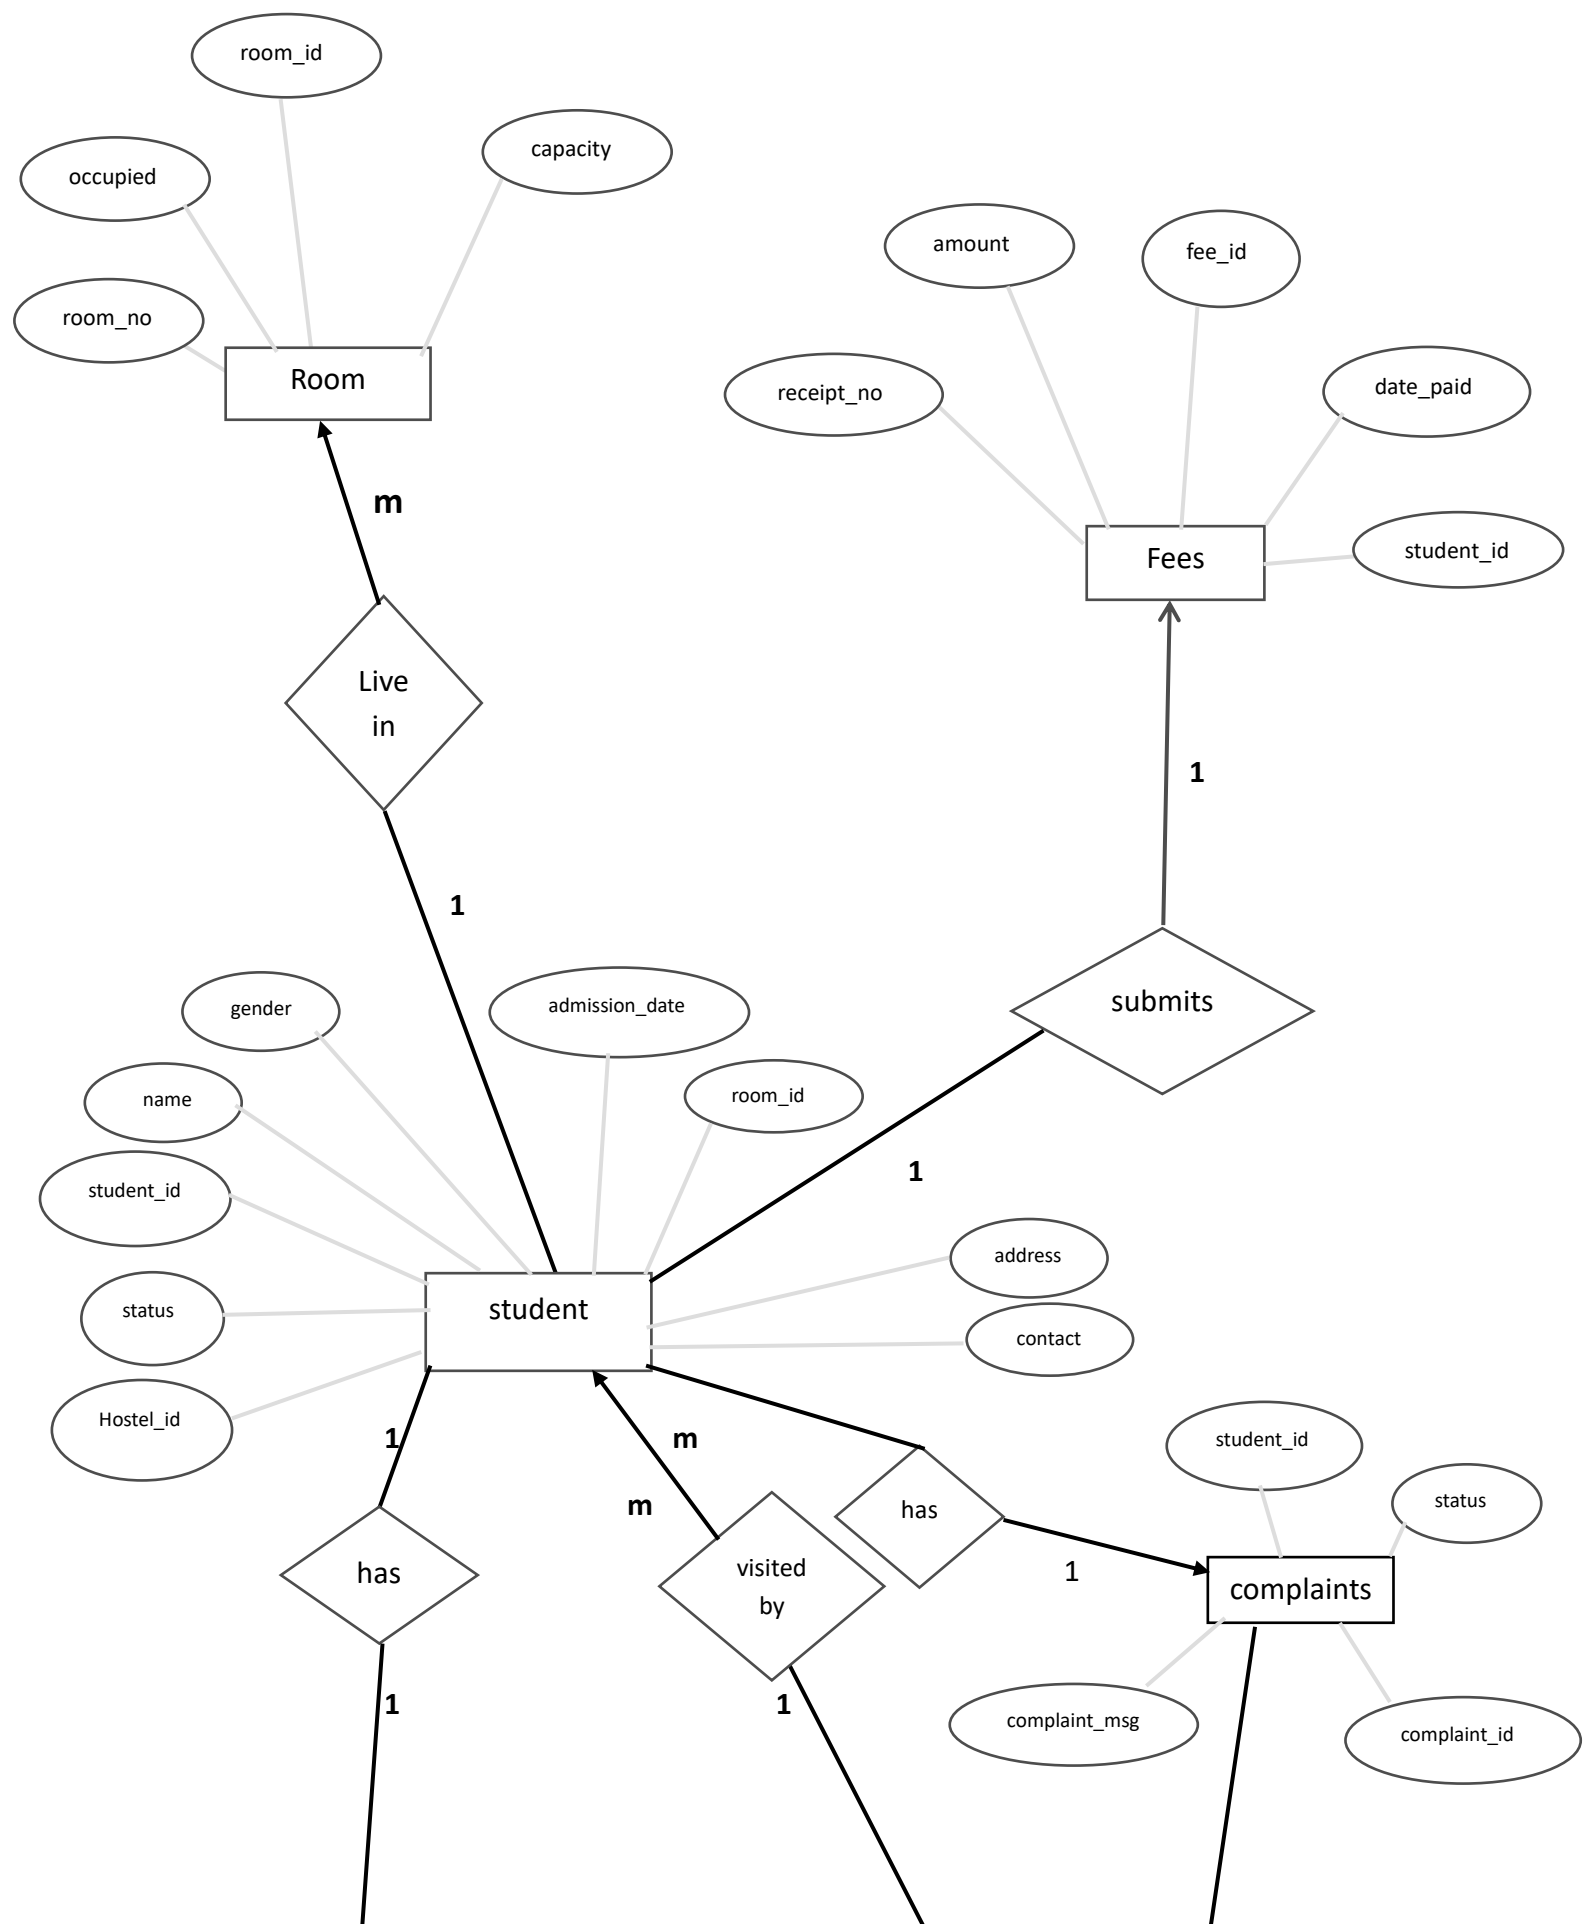 room_id
capacity
occupied
room_no
Room
amount
fee_id
receipt_no
date_paid
Fees
student_id
m
Live
in
1
1
submits
gender
admission_date
name
room_id
student_id
1
status
student
address
contact
Hostel_id
1
m
m
has
student_id
status
has
visited
by
1
complaints
1
1
complaint_msg
complaint_id